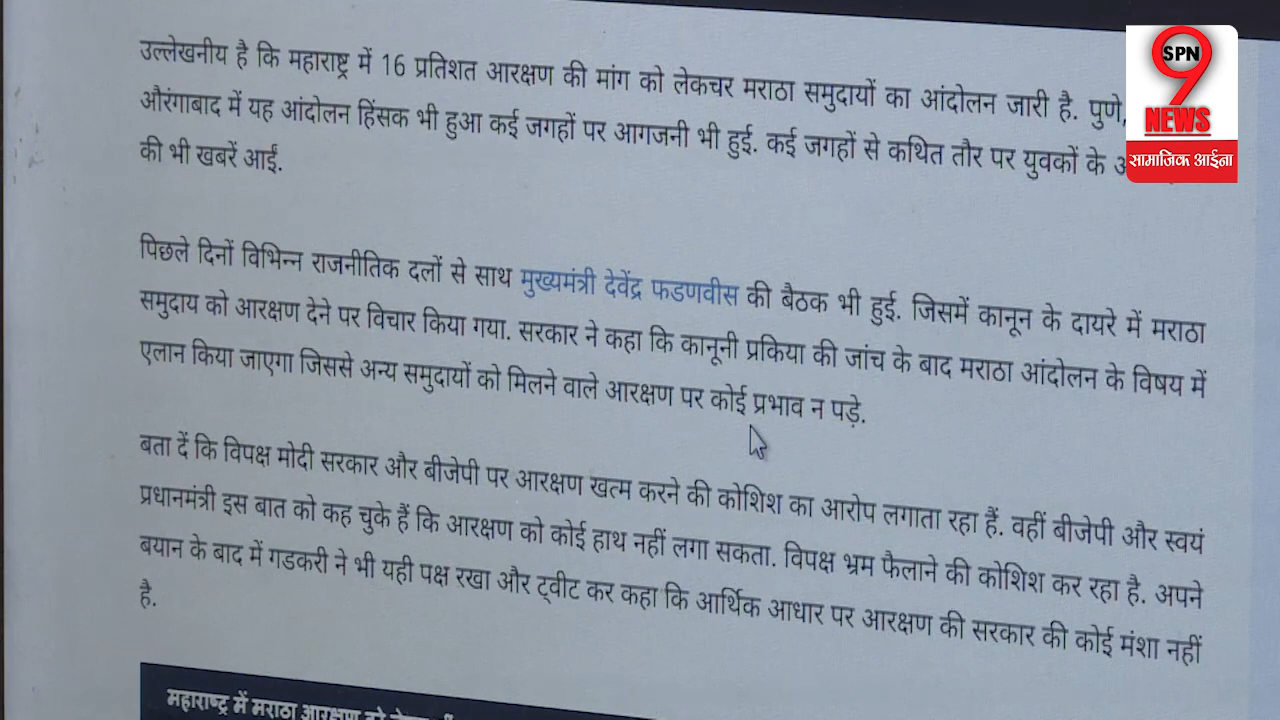 उल्लेखनीय है कि महाराष्ट्र में 16 प्रतिशत आरक्षण की मांग को लेकचर मराठा समुदायों का आंदोलन जारी है. पुणे,
औरंगाबाद में यह आंदोलन हिंसक भी हुआ कई जगहों पर आगजनी भी हुई. कई जगहों से कथित तौर पर युवकों के
की भी खबरें आईं.
पिछले दिनों विभिन्न राजनीतिक दलों से साथ मुख्यमंत्री देवेंद्र फडणवीस की बैठक भी हुई. जिसमें कानून के दायरे में मराठा
समुदाय को आरक्षण देने पर विचार किया गया. सरकार ने कहा कि कानूनी प्रकिया की जांच के बाद मराठा आंदोलन के विषय में
एलान किया जाएगा जिससे अन्य समुदायों को मिलने वाले आरक्षण पर कोई प्रभाव न पड़े.
बता दें कि विपक्ष मोदी सरकार और बीजेपी पर आरक्षण खत्म करने की कोशिश का आरोप लगाता रहा हैं. वहीं बीजेपी और स्वयं
प्रधानमंत्री इस बात को कह चुके हैं कि आरक्षण को कोई हाथ नहीं लगा सकता. विपक्ष भ्रम फैलाने की कोशिश कर रहा है. अपने
बयान के बाद में गडकरी ने भी यही पक्ष रखा और ट्वीट कर कहा कि आर्थिक आधार पर आरक्षण की सरकार की कोई मंशा नहीं
है.
महाराष्ट्र में मराठा आरक्षण को
SPN
9
NEWS
सामाजिक आईना